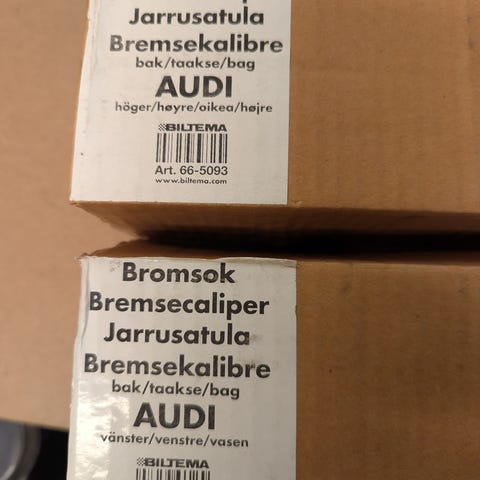 Jarrusatula
Bremsekalibre
bak/taakse/bag
AUDI
höger/høyre/oikea/højre
BILTEMA
Art. 66-5093
www.biltema.com
Bromsok
Bremsecaliper
Jarrusatula
Bremsekalibre
bak/taakse/bag
AUDI
vänster/venstre/vasen
BILTEMA